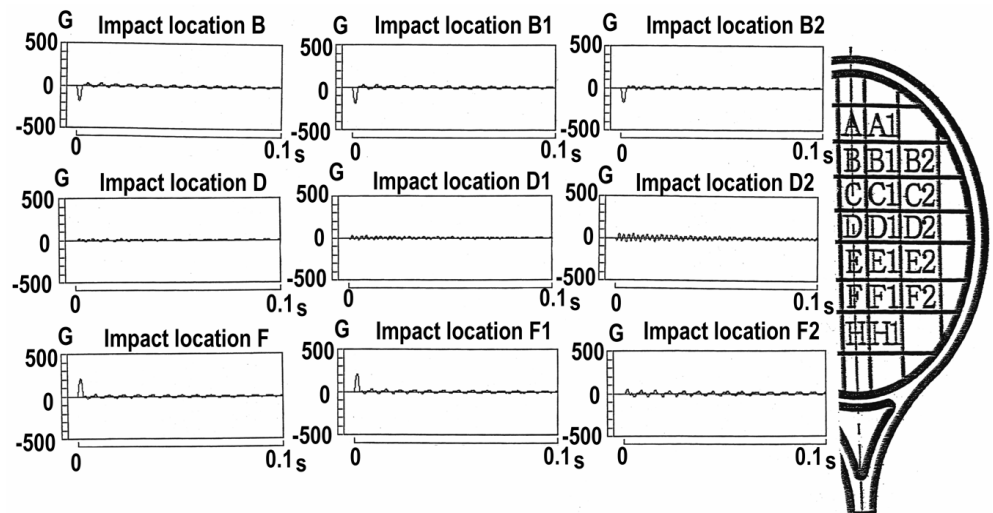 G Impact location B
500
0
-500
0 0.1 s
G Impact location B1
500
0
-500
0 0.1 s
G Impact location B2
500
0
-500
0 0.1 s
G Impact location D
500
0
-500
0 0.1 s
G Impact location D1
500
0
-500
0 0.1 s
G Impact location D2
500
0
-500
0 0.1 s
G Impact location F
500
0
-500
0 0.1 s
G Impact location F1
500
0
-500
0 0.1 s
G Impact location F2
500
0
-500
0 0.1 s
A A1
B B1 B2
C C1 C2
D D1 D2
E E1 E2
F F1 F2
H H1